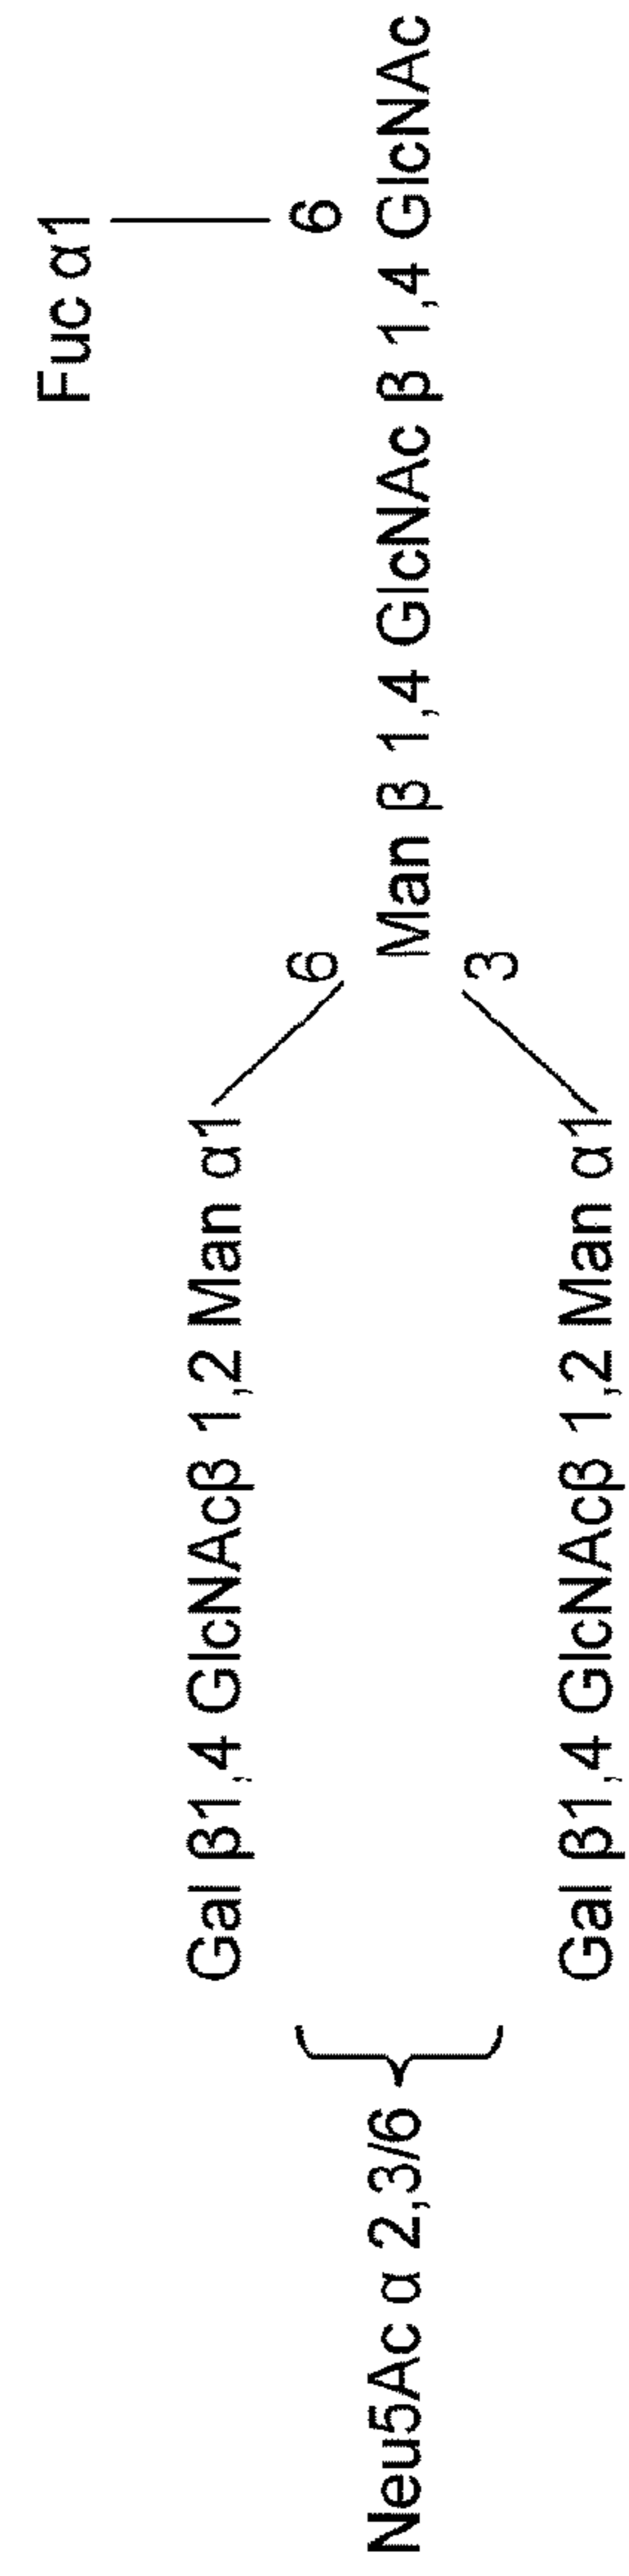 Fuc α1
6
Gal β1,4 GlcNAcβ 1,2 Man α1
6
Neu5Ac α 2,3/6
Man β 1,4 GlcNAc β 1,4 GlcNAc
3
Gal β1,4 GlcNAcβ 1,2 Man α1